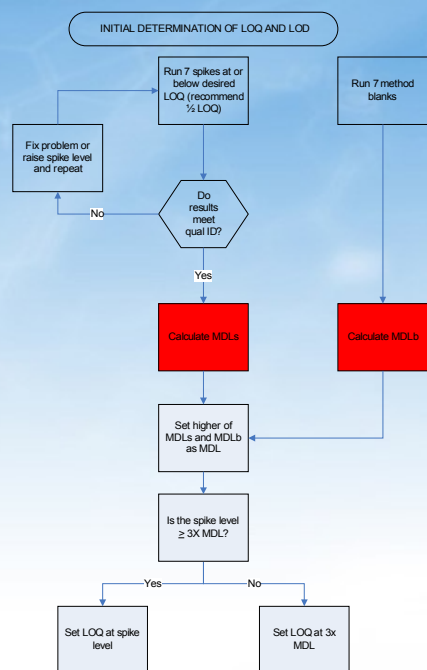 INITIAL DETERMINATION OF LOQ AND LOD
Run 7 spikes at or
below desired
LOQ (recommend
½ LOQ)
Run 7 method
blanks
Fix problem or
raise spike level
and repeat
Do
results
meet
qual ID?
No
Yes
Calculate MDLs
Calculate MDLb
Set higher of
MDLs and MDLb
as MDL
Is the spike level
≥ 3X MDL?
Yes
No
Set LOQ at spike
level
Set LOQ at 3x
MDL